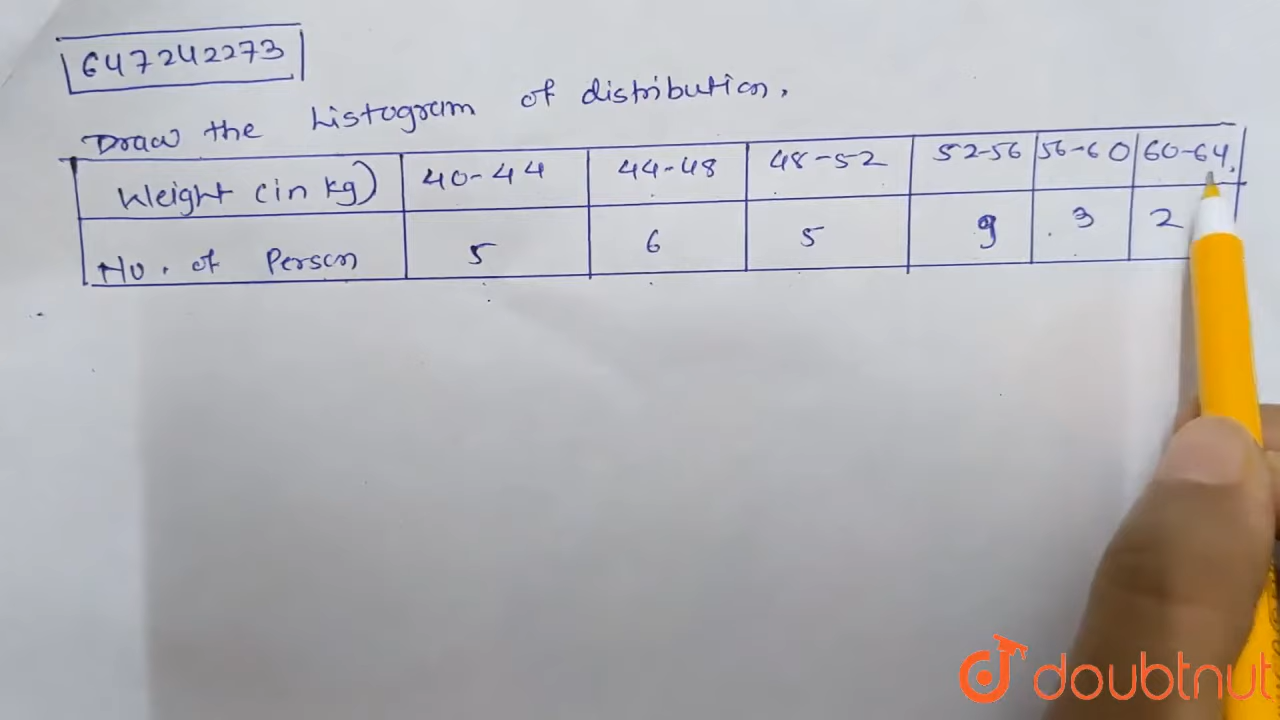 647242273
Draw the histogram of distribution.
Weight (in kg) 40-44 44-48 48-52 52-56 56-60 60-64
No. of Person 5 6 5 9 3 2
doubtnut